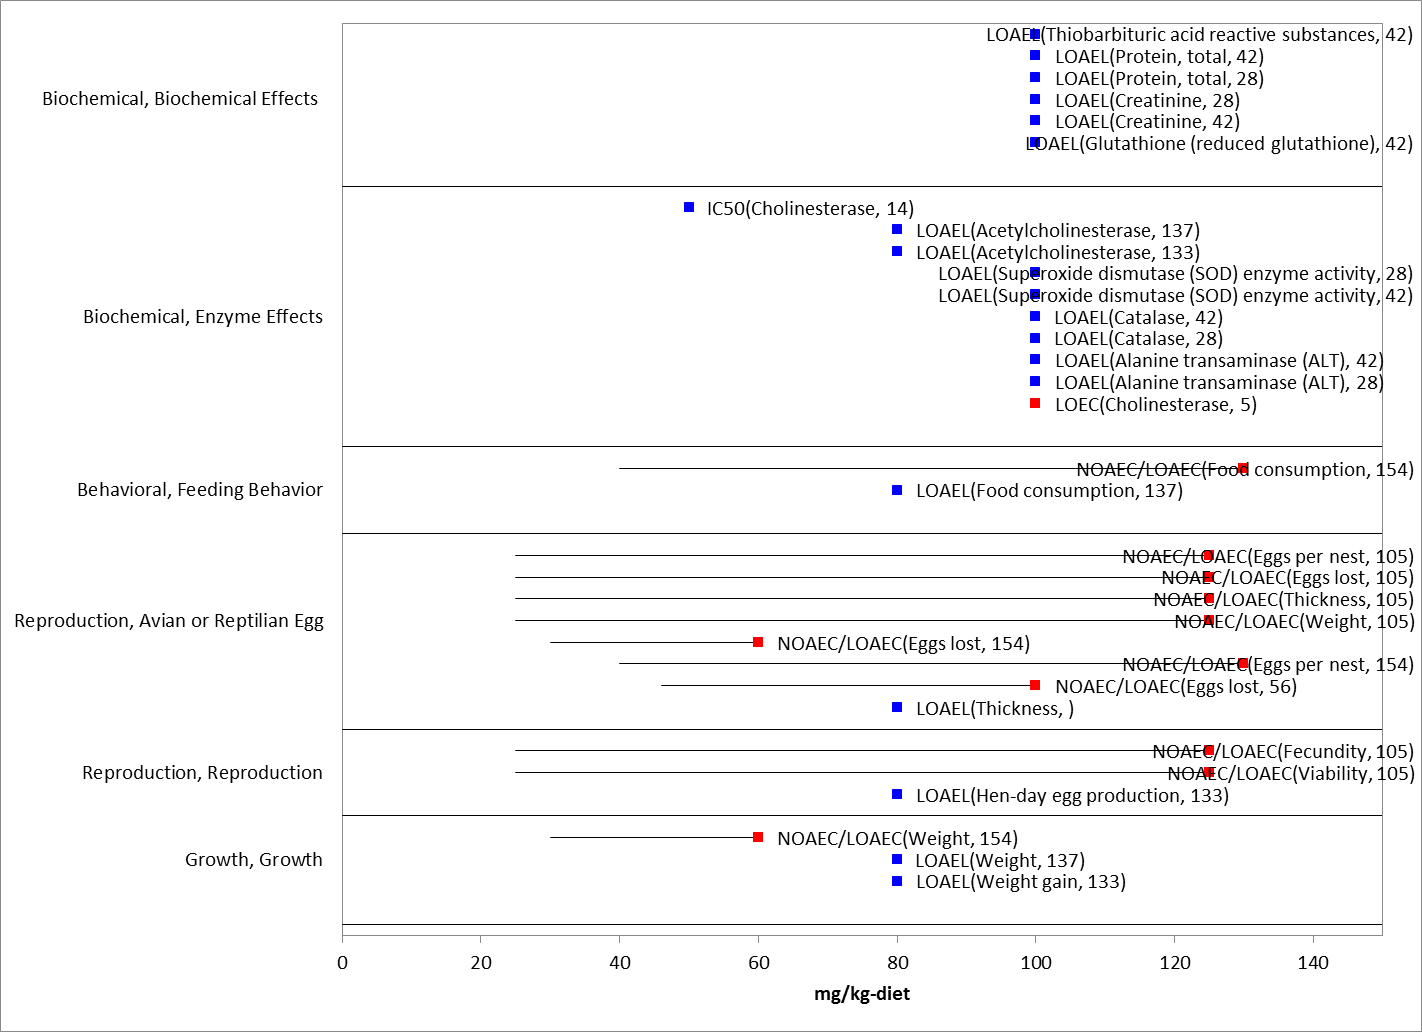 LOAEL(Thiobarbituric acid reactive substances, 42)
LOAEL(Protein, total, 42)
LOAEL(Protein, total, 28)
Biochemical, Biochemical Effects
LOAEL(Creatinine, 28)
LOAEL(Creatinine, 42)
LOAEL(Glutathione (reduced glutathione), 42)
IC50(Cholinesterase, 14)
LOAEL(Acetylcholinesterase, 137)
LOAEL(Acetylcholinesterase, 133)
LOAEL(Superoxide dismutase (SOD) enzyme activity, 28)
LOAEL(Superoxide dismutase (SOD) enzyme activity, 42)
Biochemical, Enzyme Effects
LOAEL(Catalase, 42)
LOAEL(Catalase, 28)
LOAEL(Alanine transaminase (ALT), 42)
LOAEL(Alanine transaminase (ALT), 28)
LOEC(Cholinesterase, 5)
NOAEC/LOAEC(Food consumption, 154)
Behavioral, Feeding Behavior
LOAEL(Food consumption, 137)
NOAEC/LOAEC(Eggs per nest, 105)
NOAEC/LOAEC(Eggs lost, 105)
NOAEC/LOAEC(Thickness, 105)
Reproduction, Avian or Reptilian Egg
NOAEC/LOAEC(Weight, 105)
NOAEC/LOAEC(Eggs lost, 154)
NOAEC/LOAEC(Eggs per nest, 154)
NOAEC/LOAEC(Eggs lost, 56)
LOAEL(Thickness, )
NOAEC/LOAEC(Fecundity, 105)
Reproduction, Reproduction
NOAEC/LOAEC(Viability, 105)
LOAEL(Hen-day egg production, 133)
NOAEC/LOAEC(Weight, 154)
Growth, Growth
LOAEL(Weight, 137)
LOAEL(Weight gain, 133)
0 20 40 60 80 100 120 140
mg/kg-diet